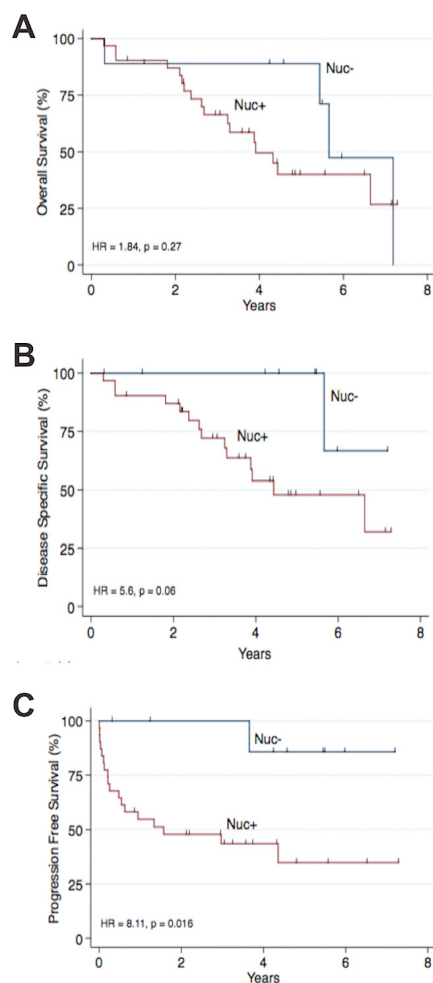 A
Overall Survival (%)
100
75
50
25
0
Nuc-
Nuc+
HR = 1.84, p = 0.27
0 2 4 6 8
Years
B
Disease Specific Survival (%)
100
75
50
25
0
Nuc-
Nuc+
HR = 5.6, p = 0.06
0 2 4 6 8
Years
C
Progression Free Survival (%)
100
75
50
25
0
Nuc-
Nuc+
HR = 8.11, p = 0.016
0 2 4 6 8
Years